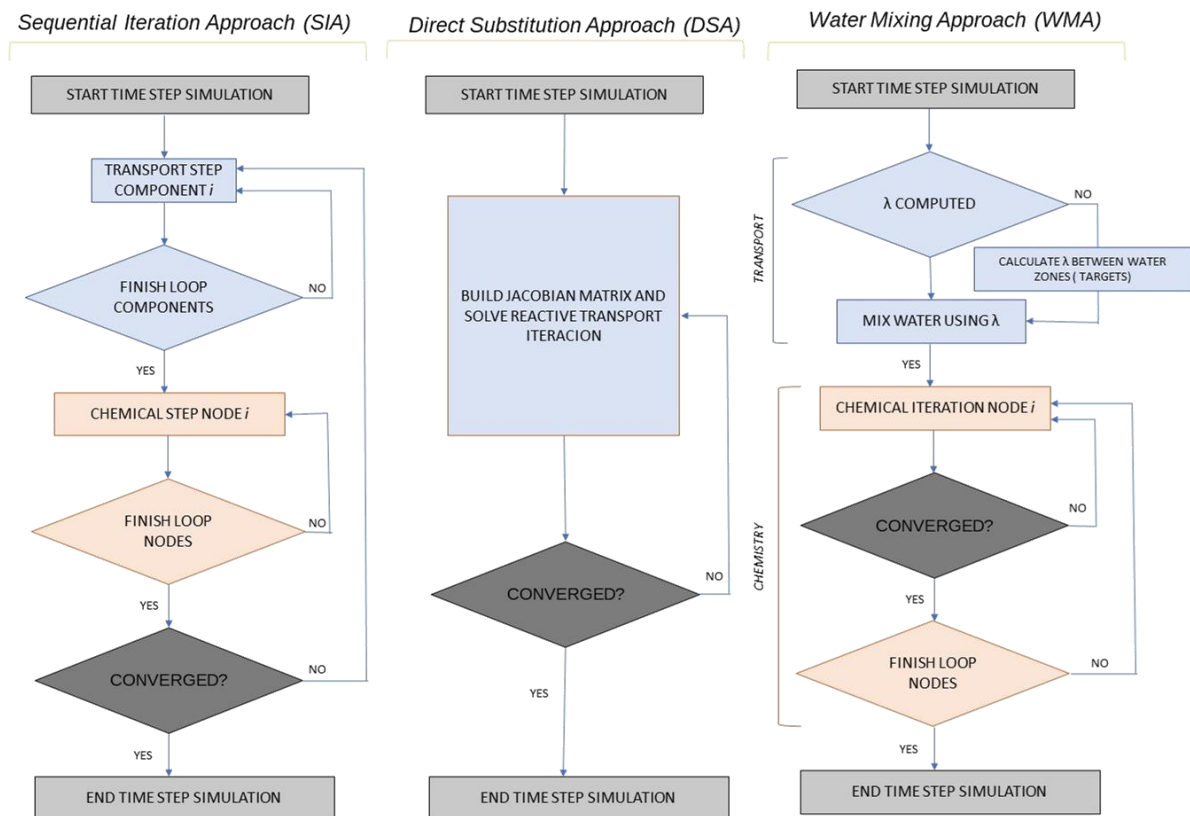 Sequential Iteration Approach (SIA)
START TIME STEP SIMULATION
TRANSPORT STEP
COMPONENT i
FINISH LOOP
COMPONENTS
NO
YES
CHEMICAL STEP NODE i
FINISH LOOP
NODES
NO
YES
CONVERGED?
NO
YES
END TIME STEP SIMULATION
Direct Substitution Approach (DSA)
START TIME STEP SIMULATION
BUILD JACOBIAN MATRIX AND
SOLVE REACTIVE TRANSPORT
ITERACION
CONVERGED?
NO
YES
END TIME STEP SIMULATION
Water Mixing Approach (WMA)
START TIME STEP SIMULATION
TRANSPORT
λ COMPUTED
NO
CALCULATE λ BETWEEN WATER
ZONES ( TARGETS)
MIX WATER USING λ
YES
CHEMISTRY
CHEMICAL ITERATION NODE i
CONVERGED?
NO
YES
FINISH LOOP
NODES
NO
YES
END TIME STEP SIMULATION